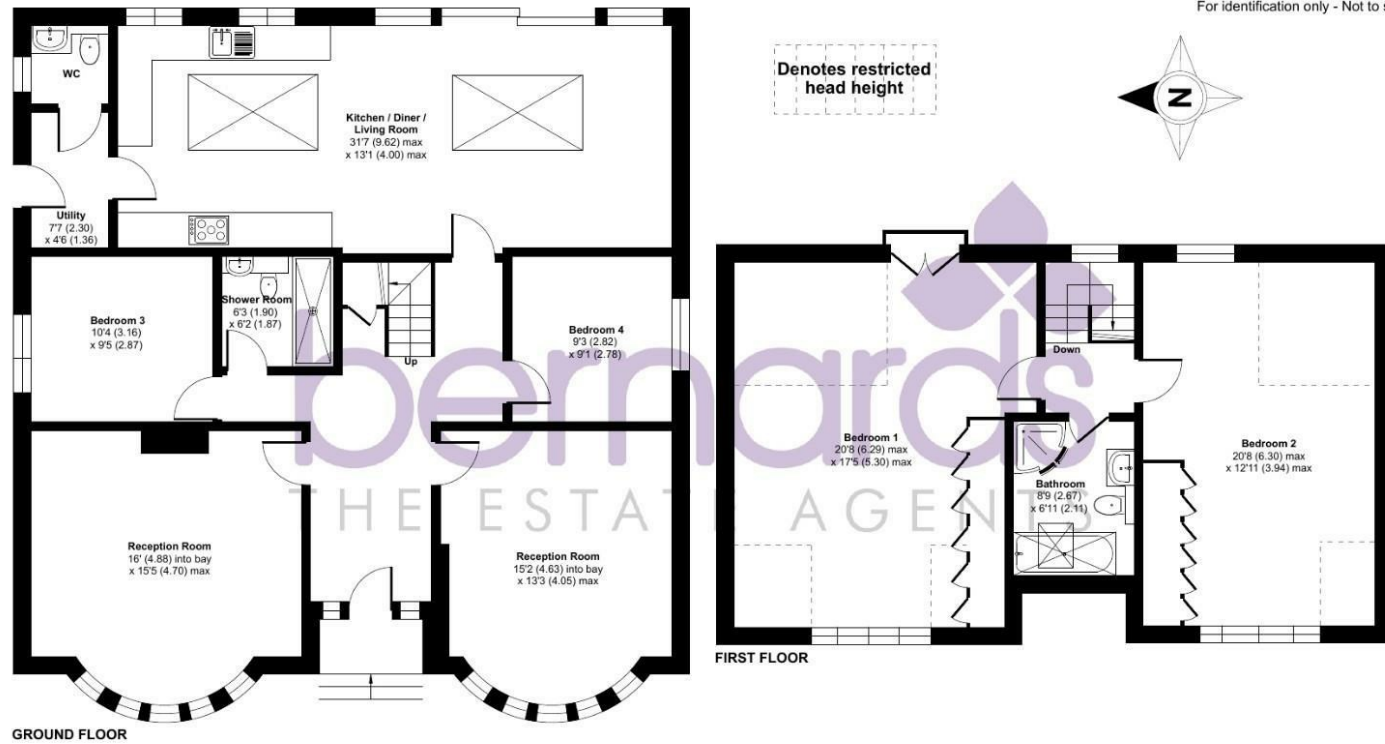 For identification only - Not to s
Denotes restricted
head height
N
WC
Kitchen / Diner /
Living Room
31'7 (9.62) max
x 13'1 (4.00) max
Utility
7'7 (2.30)
x 4'6 (1.36)
Bedroom 3
10'4 (3.16)
x 9'5 (2.87)
Shower Room
6'3 (1.90)
x 6'2 (1.87)
Up
Bedroom 4
9'3 (2.82)
x 9'1 (2.78)
Reception Room
16' (4.88) into bay
x 15'5 (4.70) max
Reception Room
15'2 (4.63) into bay
x 13'3 (4.05) max
GROUND FLOOR
Down
Bedroom 1
20'8 (6.29) max
x 17'5 (5.30) max
Bathroom
8'9 (2.67)
x 6'11 (2.11)
Bedroom 2
20'8 (6.30) max
x 12'11 (3.94) max
FIRST FLOOR
bernards
THE ESTATE AGENTS